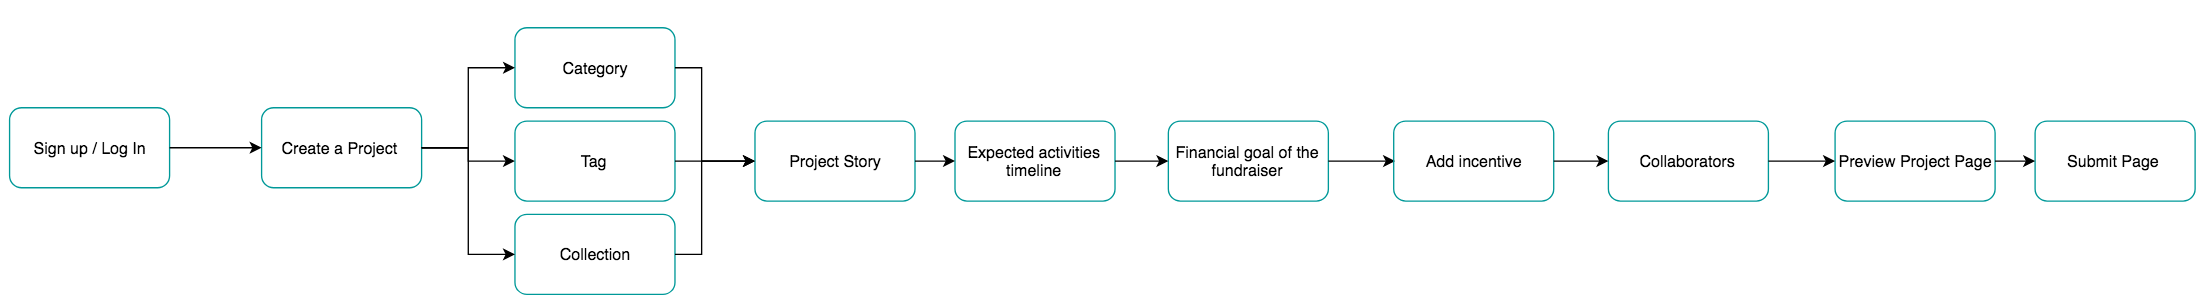 Sign up / Log In
Create a Project
Category
Tag
Collection
Project Story
Expected activities
timeline
Financial goal of the
fundraiser
Add incentive
Collaborators
Preview Project Page
Submit Page